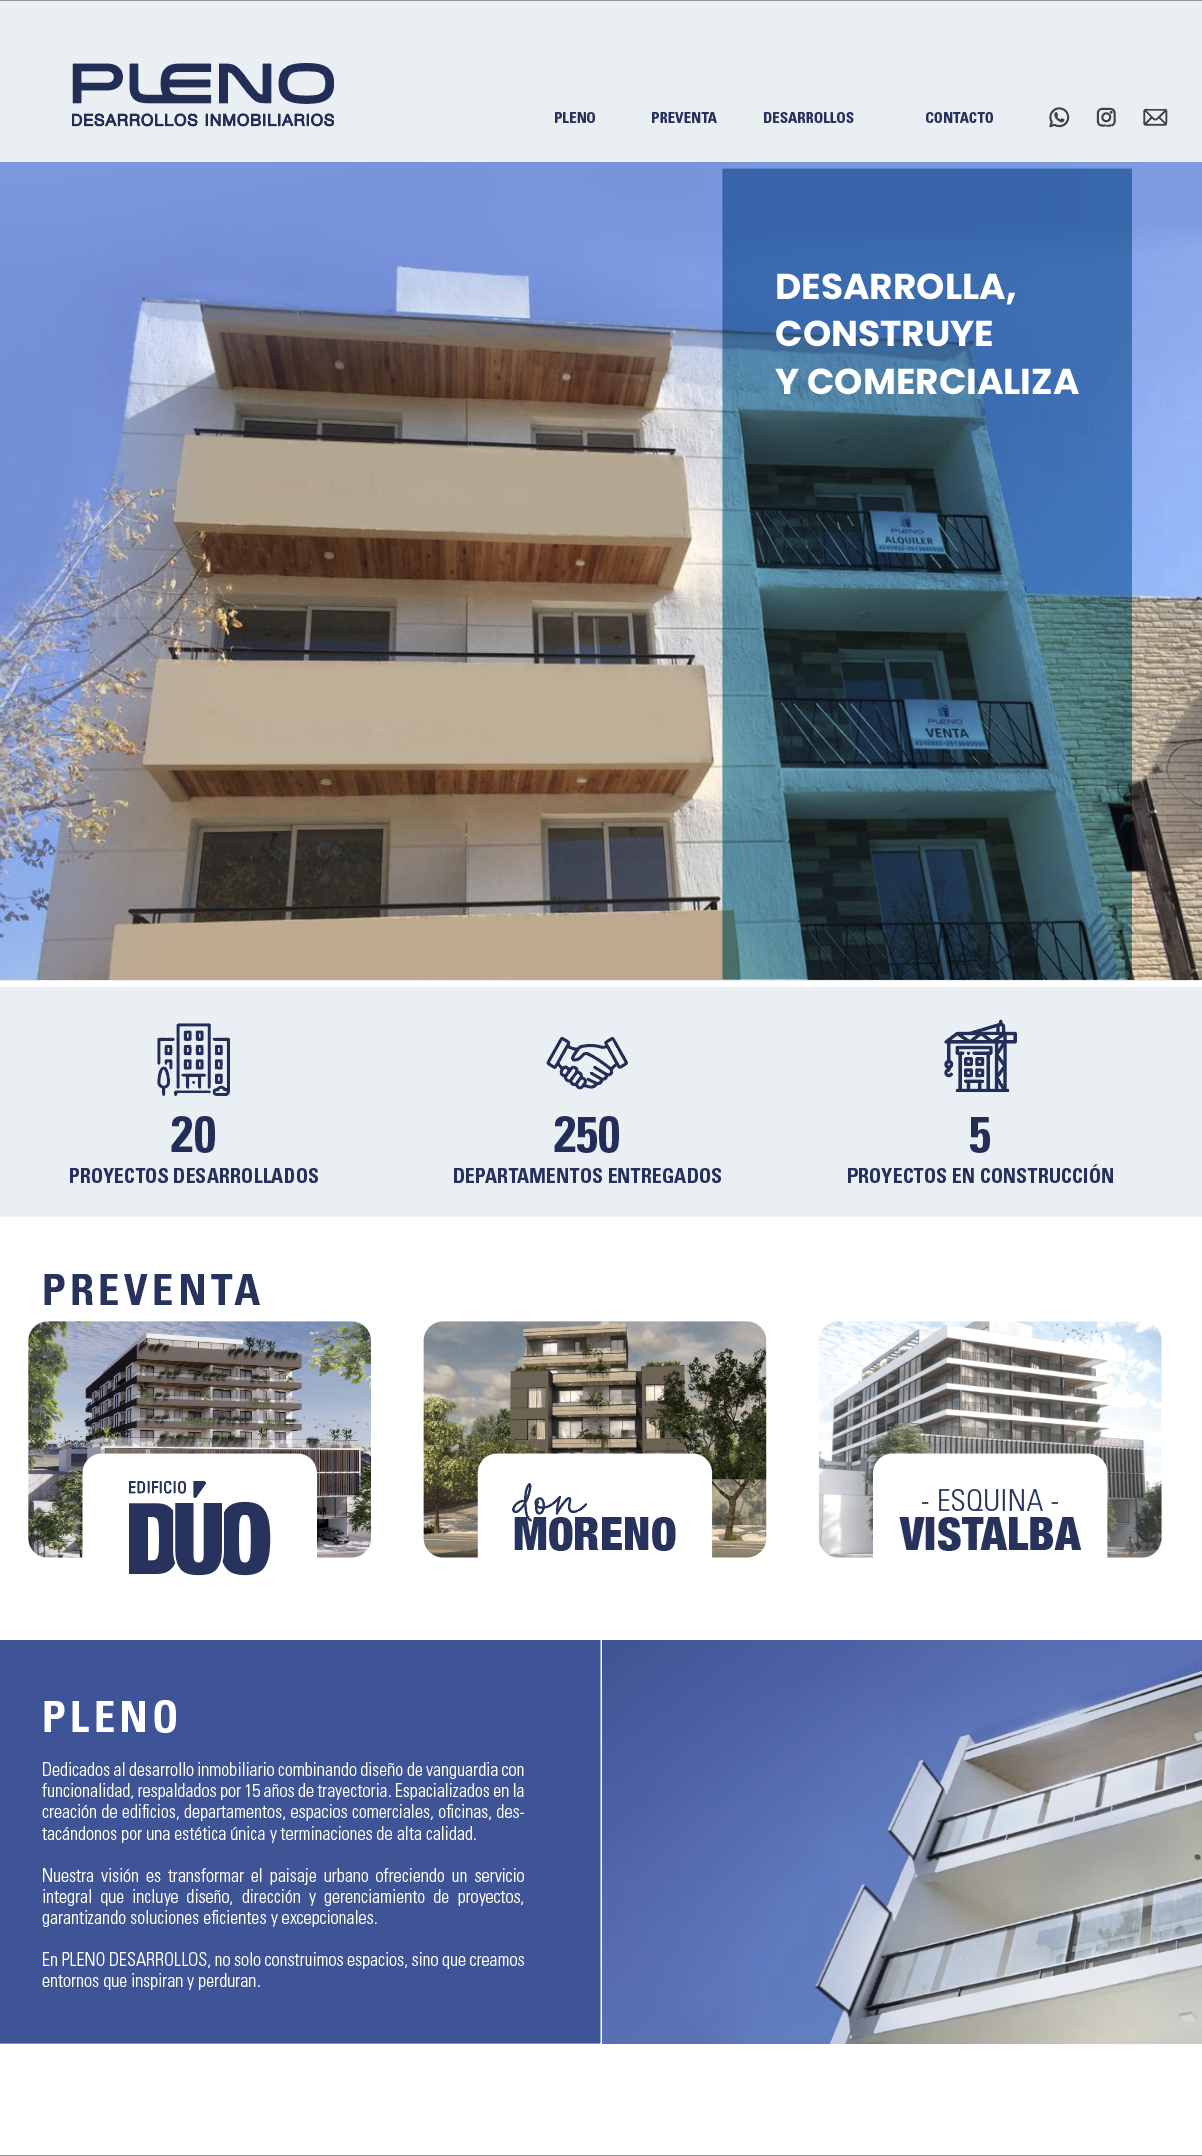 PLENO
DESARROLLOS INMOBILIARIOS
PLENO PREVENTA DESARROLLOS CONTACTO
DESARROLLA,
CONSTRUYE
Y COMERCIALIZA
PLENO
ALQUILER
PLENO
VENTA
20
PROYECTOS DESARROLLADOS
250
DEPARTAMENTOS ENTREGADOS
5
PROYECTOS EN CONSTRUCCIÓN
PREVENTA
EDIFICIO
DÚO
don
MORENO
- ESQUINA -
VISTALBA
PLENO
Dedicados al desarrollo inmobiliario combinando diseño de vanguardia con
funcionalidad, respaldados por 15 años de trayectoria. Espacializados en la
creación de edificios, departamentos, espacios comerciales, oficinas, des-
tacándonos por una estética única y terminaciones de alta calidad.
Nuestra visión es transformar el paisaje urbano ofreciendo un servicio
integral que incluye diseño, dirección y gerenciamiento de proyectos,
garantizando soluciones eficientes y excepcionales.
En PLENO DESARROLLOS, no solo construimos espacios, sino que creamos
entornos que inspiran y perduran.